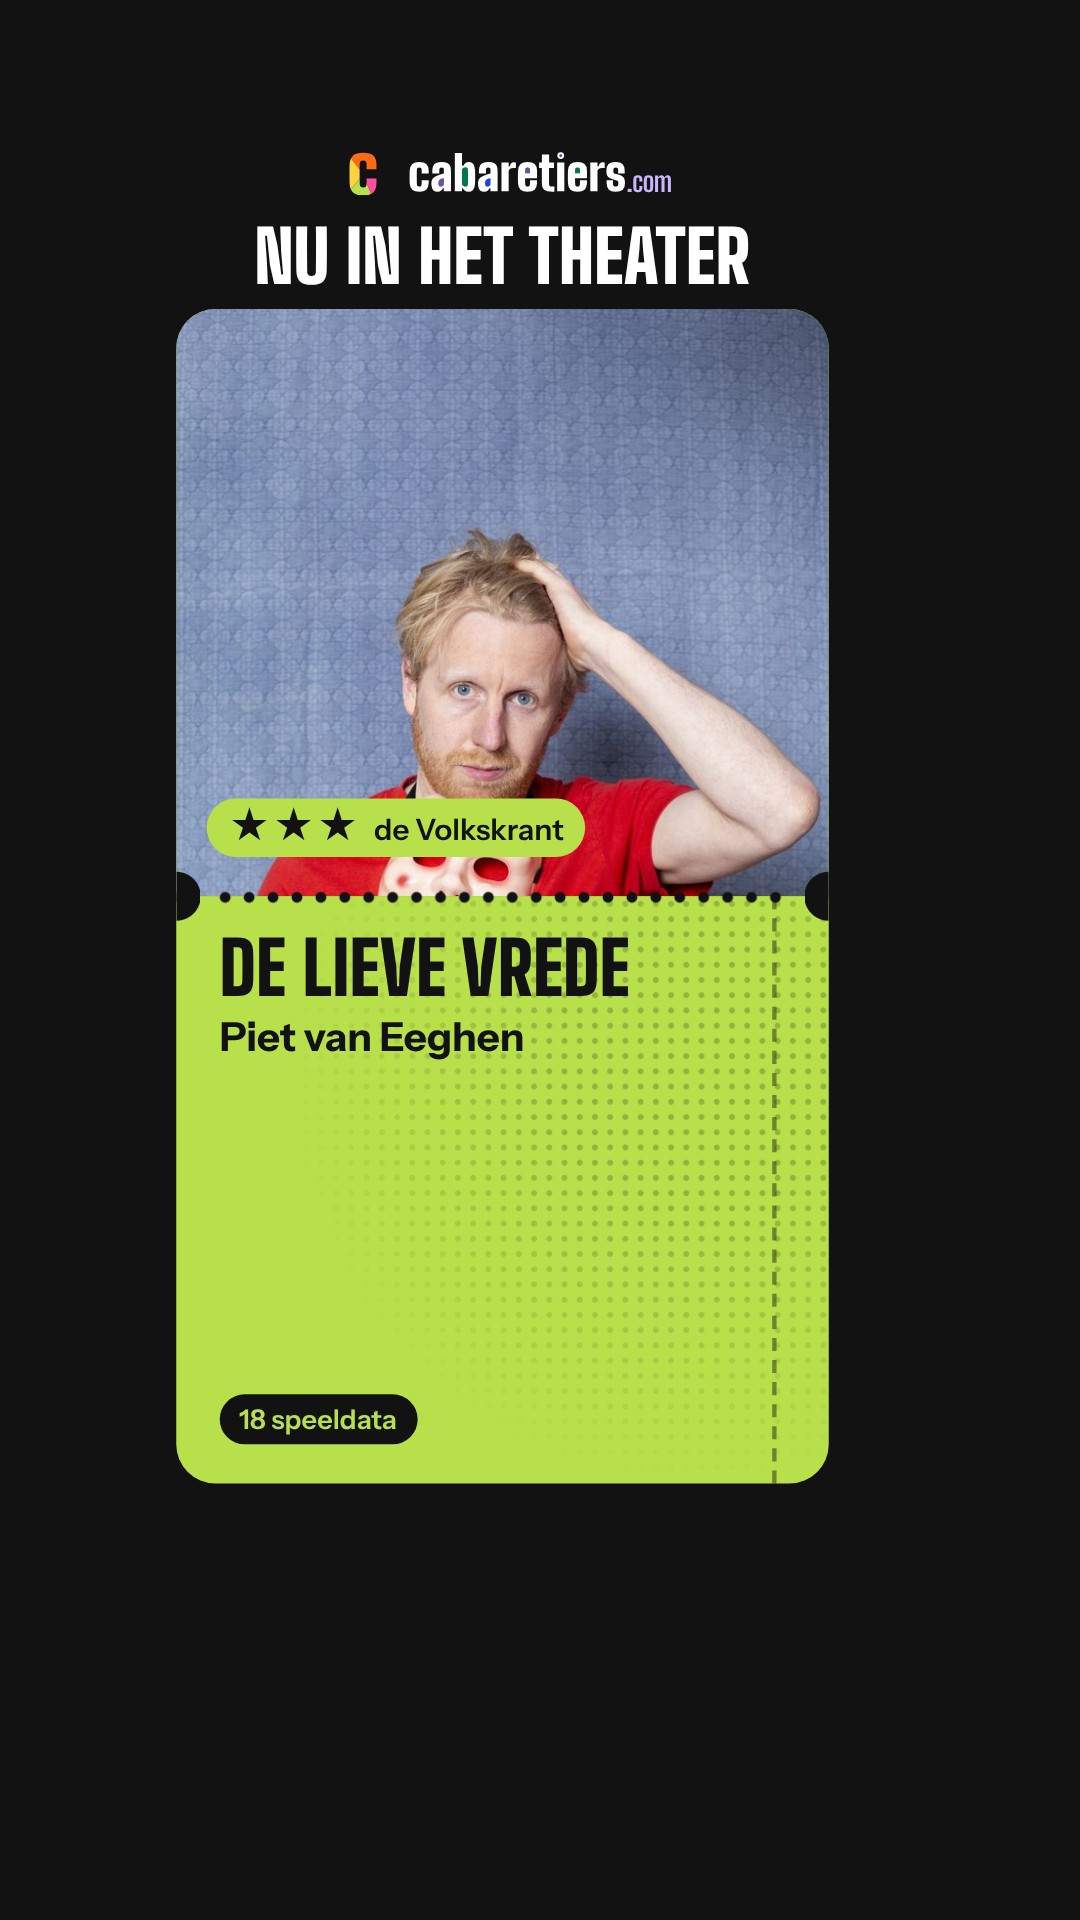 cabaretiers.com
NU IN HET THEATER
★★★ de Volkskrant
DE LIEVE VREDE
Piet van Eeghen
18 speeldata